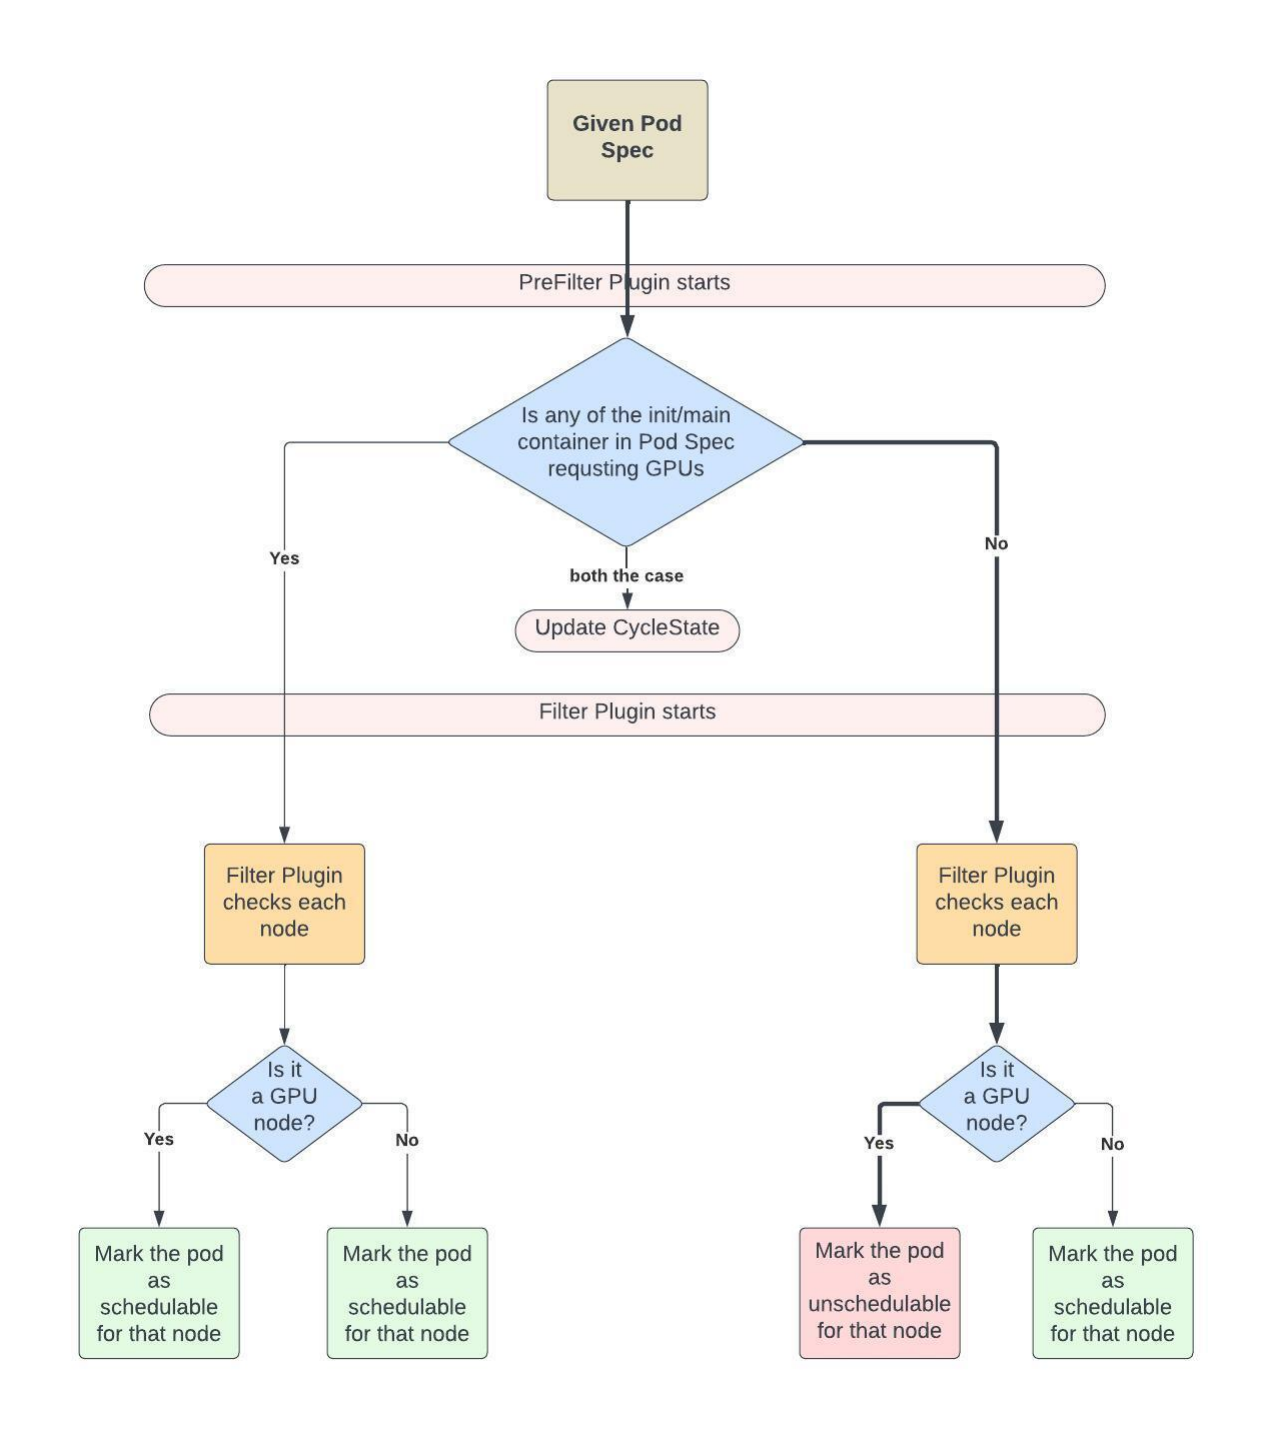 Given Pod
Spec
PreFilter Plugin starts
Is any of the init/main
container in Pod Spec
requsting GPUs
Yes
No
both the case
Update CycleState
Filter Plugin starts
Filter Plugin
checks each
node
Filter Plugin
checks each
node
Is it
a GPU
node?
Is it
a GPU
node?
Yes
No
Yes
No
Mark the pod
as
schedulable
for that node
Mark the pod
as
schedulable
for that node
Mark the pod
as
unschedulable
for that node
Mark the pod
as
schedulable
for that node